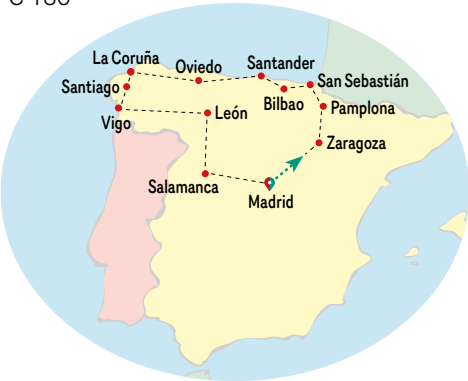 La Coruña
Oviedo
Santander
Santiago
San Sebastián
Bilbao
Pamplona
Vigo
León
Zaragoza
Salamanca
Madrid